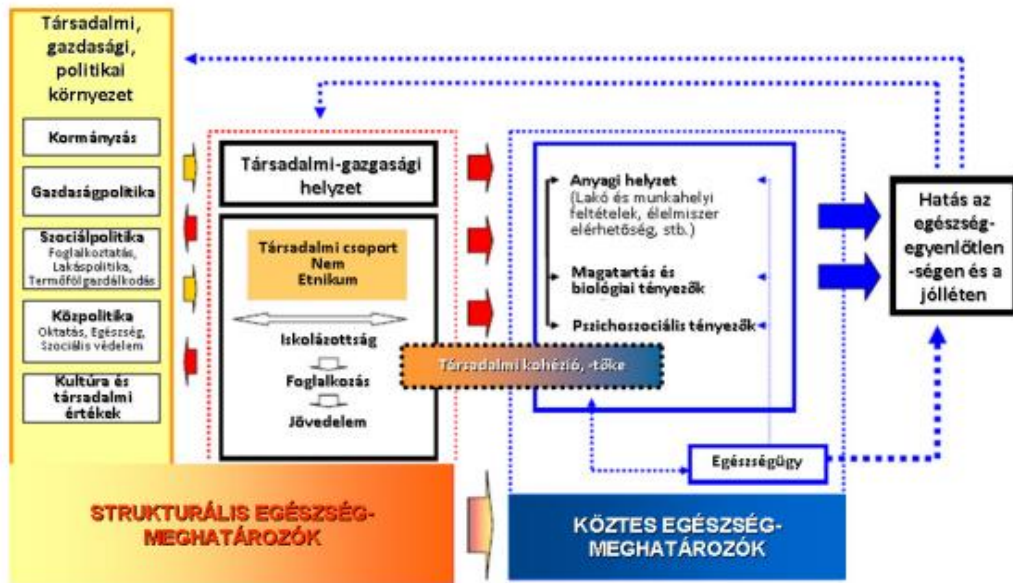 Társadalmi,
gazdasági,
politikai
környezet
Kormányzás
Gazdaságpolitika
Szociálpolitika
Foglalkoztatás,
Lakáspolitika,
Termőfölgazdálkodás
Közpolitika
Oktatás, Egészség,
Szociális védelem
Kultúra és
társadalmi
értékek
Társadalmi-gazgasági
helyzet
Társadalmi csoport
Nem
Etnikum
Iskolázottság
Foglalkozás
Jövedelem
Társadalmi kohézió, -tőke
Anyagi helyzet
(Lakó és munkahelyi
feltételek, élelmiszer
elérhetőség, stb.)
Magatartás és
biológiai tényezők
Pszichoszociális tényezők
Egészségügy
Hatás az
egészség-
egyenlőtlen
-ségen és a
jólléten
STRUKTURÁLIS EGÉSZSÉG-
MEGHATÁROZÓK
KÖZTES EGÉSZSÉG-
MEGHATÁROZÓK